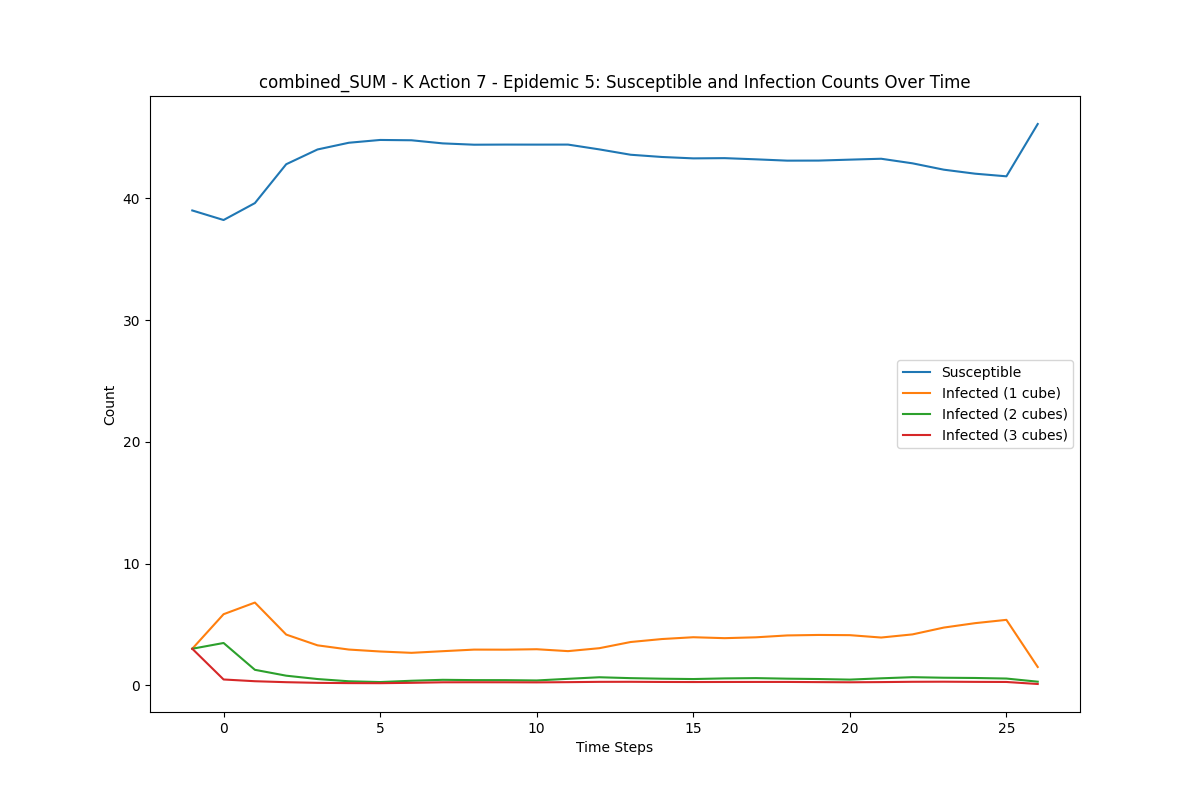 combined_SUM - K Action 7 - Epidemic 5: Susceptible and Infection Counts Over Time
Count
40
30
20
10
0
Susceptible
Infected (1 cube)
Infected (2 cubes)
Infected (3 cubes)
0 5 10 15 20 25
Time Steps